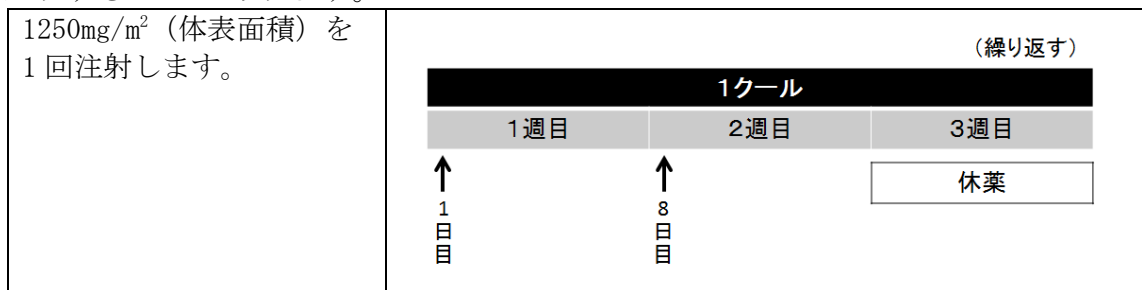 1250mg/m²(体表面積)を
1回注射します。
(繰り返す)
1クール
1週目 2週目 3週目
休薬
1日目
8日目